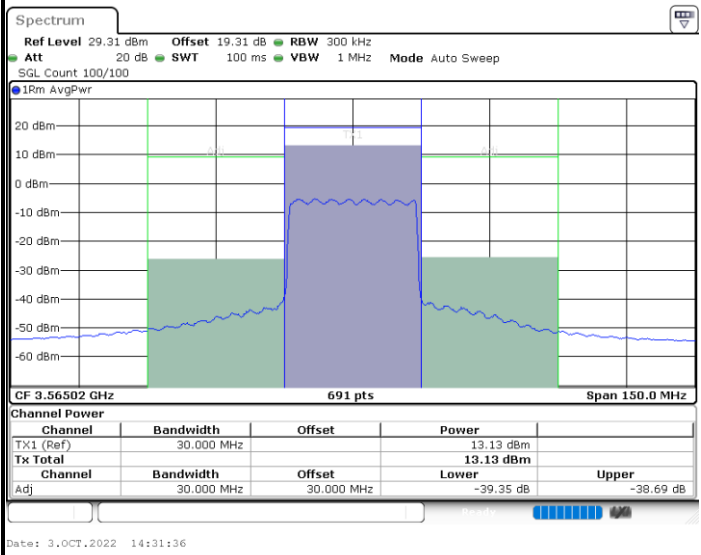 Spectrum
Ref Level 29.31 dBm Offset 19.31 dB RBW 300 kHz
Att 20 dB SWT 100 ms VBW 1 MHz Mode Auto Sweep
SGL Count 100/100
1Rm AvgPwr
20 dBm
TX1
10 dBm
Adj Adj
0 dBm
-10 dBm
-20 dBm
-30 dBm
-40 dBm
-50 dBm
-60 dBm
CF 3.56502 GHz 691 pts Span 150.0 MHz
Channel Power
Channel Bandwidth Offset Power
TX1 (Ref) 30.000 MHz 13.13 dBm
Tx Total 13.13 dBm
Channel Bandwidth Offset Lower Upper
Adj 30.000 MHz 30.000 MHz -39.35 dB -38.69 dB
Ready
Date: 3.OCT.2022 14:31:36